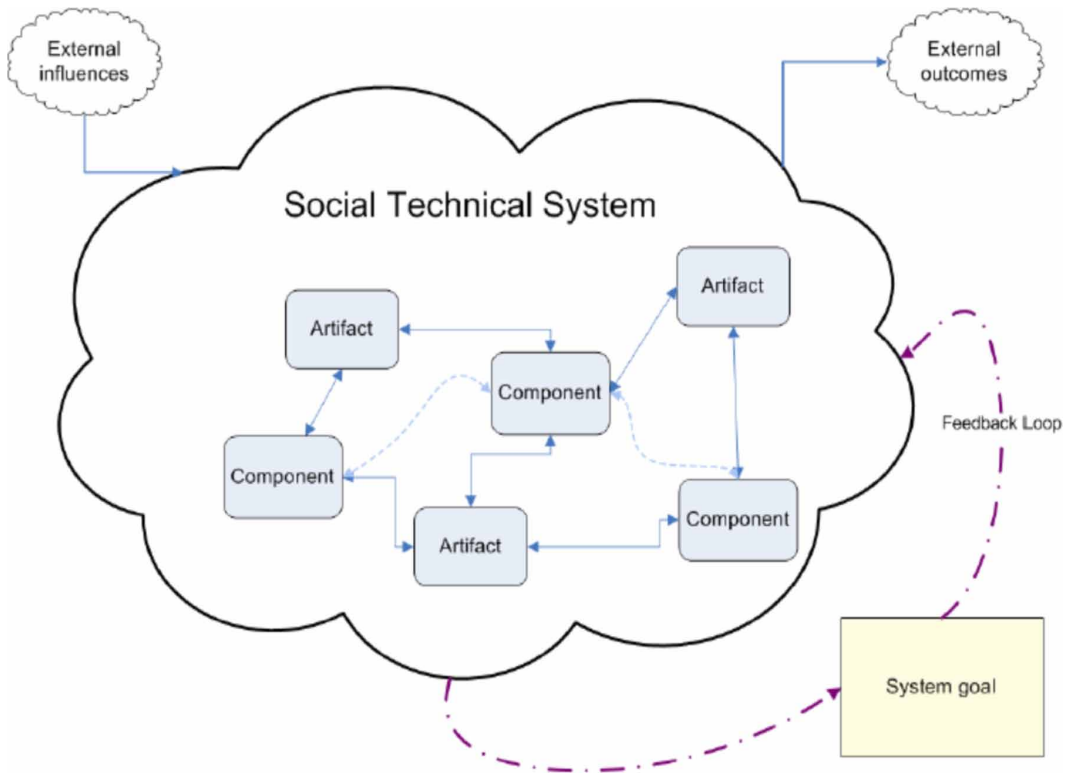 External
influences
External
outcomes
Social Technical System
Artifact
Artifact
Component
Component
Feedback Loop
Component
Artifact
Component
System goal